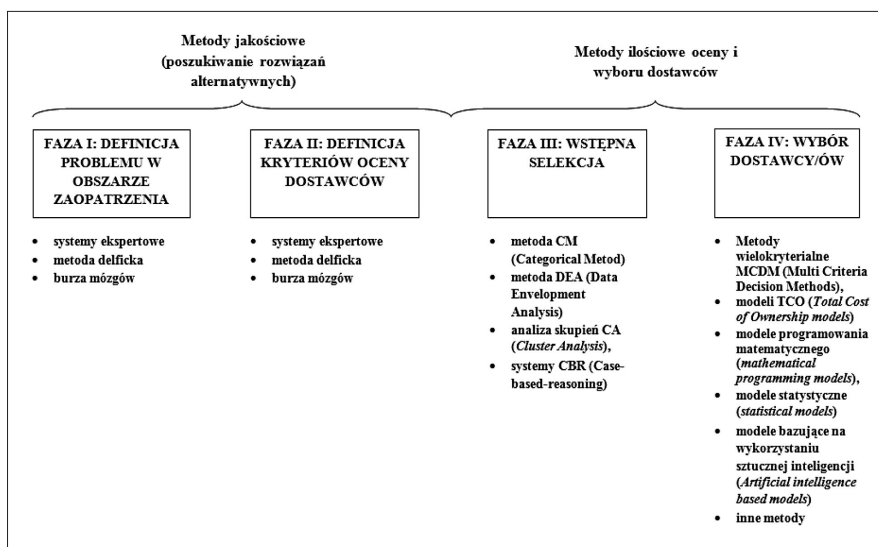 Metody jakościowe
(poszukiwanie rozwiązań
alternatywnych)
Metody ilościowe oceny i
wyboru dostawców
FAZA I: DEFINICJA
PROBLEMU W
OBSZARZE
ZAOPATRZENIA
• systemy ekspertowe
• metoda delficka
• burza mózgów
FAZA II: DEFINICJA
KRYTERIÓW OCENY
DOSTAWCÓW
• systemy ekspertowe
• metoda delficka
• burza mózgów
FAZA III: WSTĘPNA
SELEKCJA
• metoda CM
(Categorical Metod)
• metoda DEA (Data
Envelopment
Analysis)
• analiza skupień CA
(Cluster Analysis),
• systemy CBR (Case-
based-reasoning)
FAZA IV: WYBÓR
DOSTAWCY/ÓW
• Metody
wielokryterialne
MCDM (Multi Criteria
Decision Methods),
• modeli TCO (Total Cost
of Ownership models)
• modele programowania
matematycznego
(mathematical
programming models),
• modele statystyczne
(statistical models)
• modele bazujące na
wykorzystaniu
sztucznej inteligencji
(Artificial intelligence
based models)
• inne metody